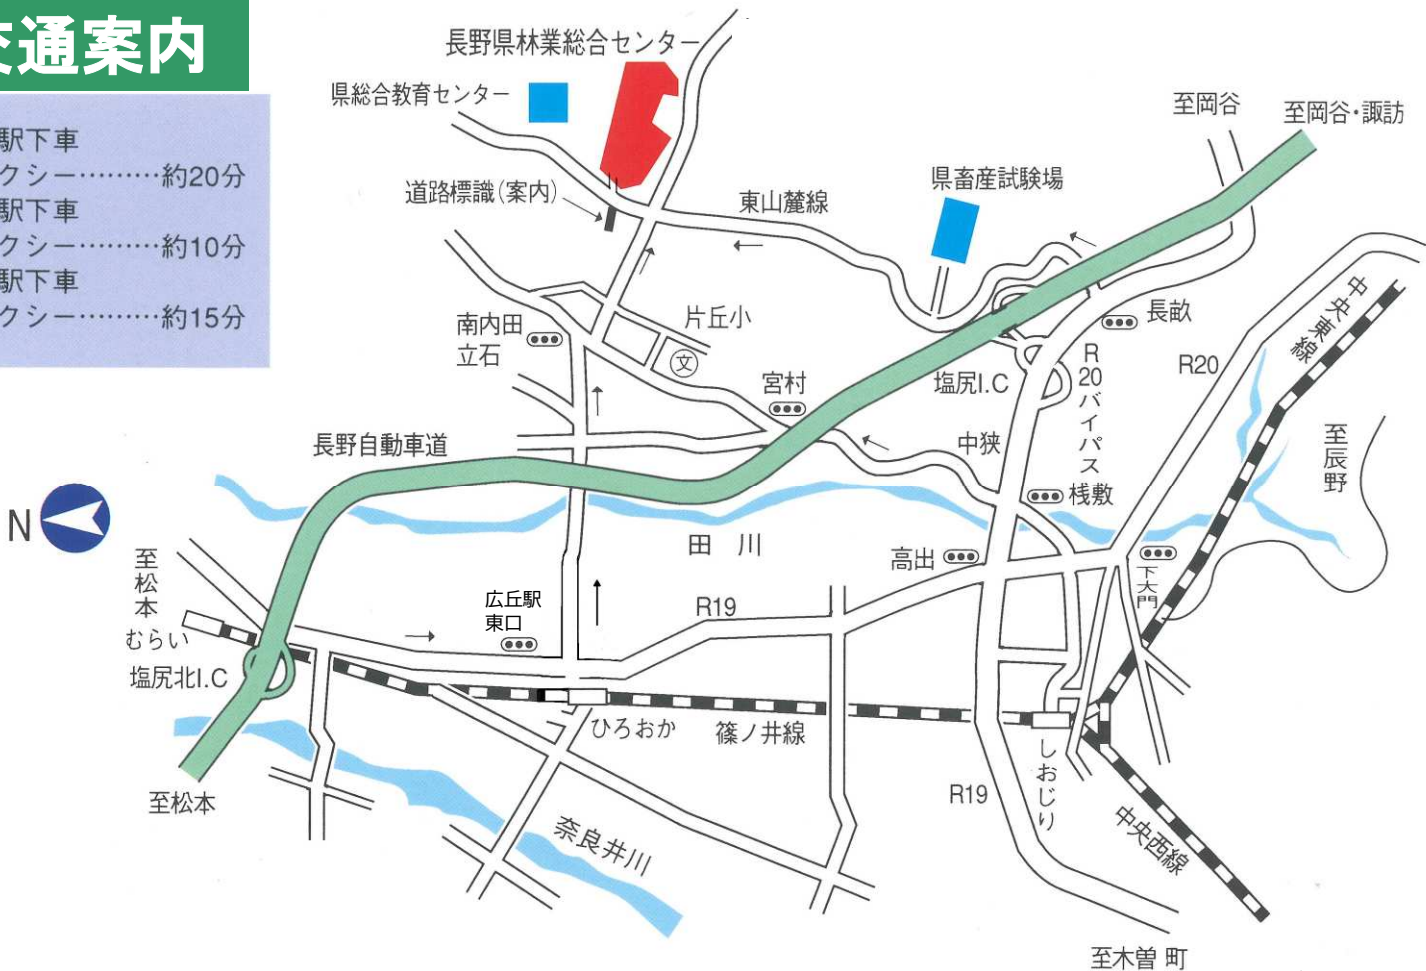 交通案内
駅下車
クシー………約20分
駅下車
クシー………約10分
駅下車
クシー………約15分
長野県林業総合センター
県総合教育センター
道路標識(案内)
東山麓線
県畜産試験場
至岡谷
至岡谷・諏訪
南内田
立石
片丘小
文
宮村
塩尻I.C
長畝
R20バイパス
R20
中央東線
至辰野
長野自動車道
中狭
桟敷
N
田川
高出
下大門
至松本
むらい
塩尻北I.C
広丘駅
東口
R19
ひろおか
篠ノ井線
しおじり
R19
至松本
奈良井川
中央西線
至木曽町